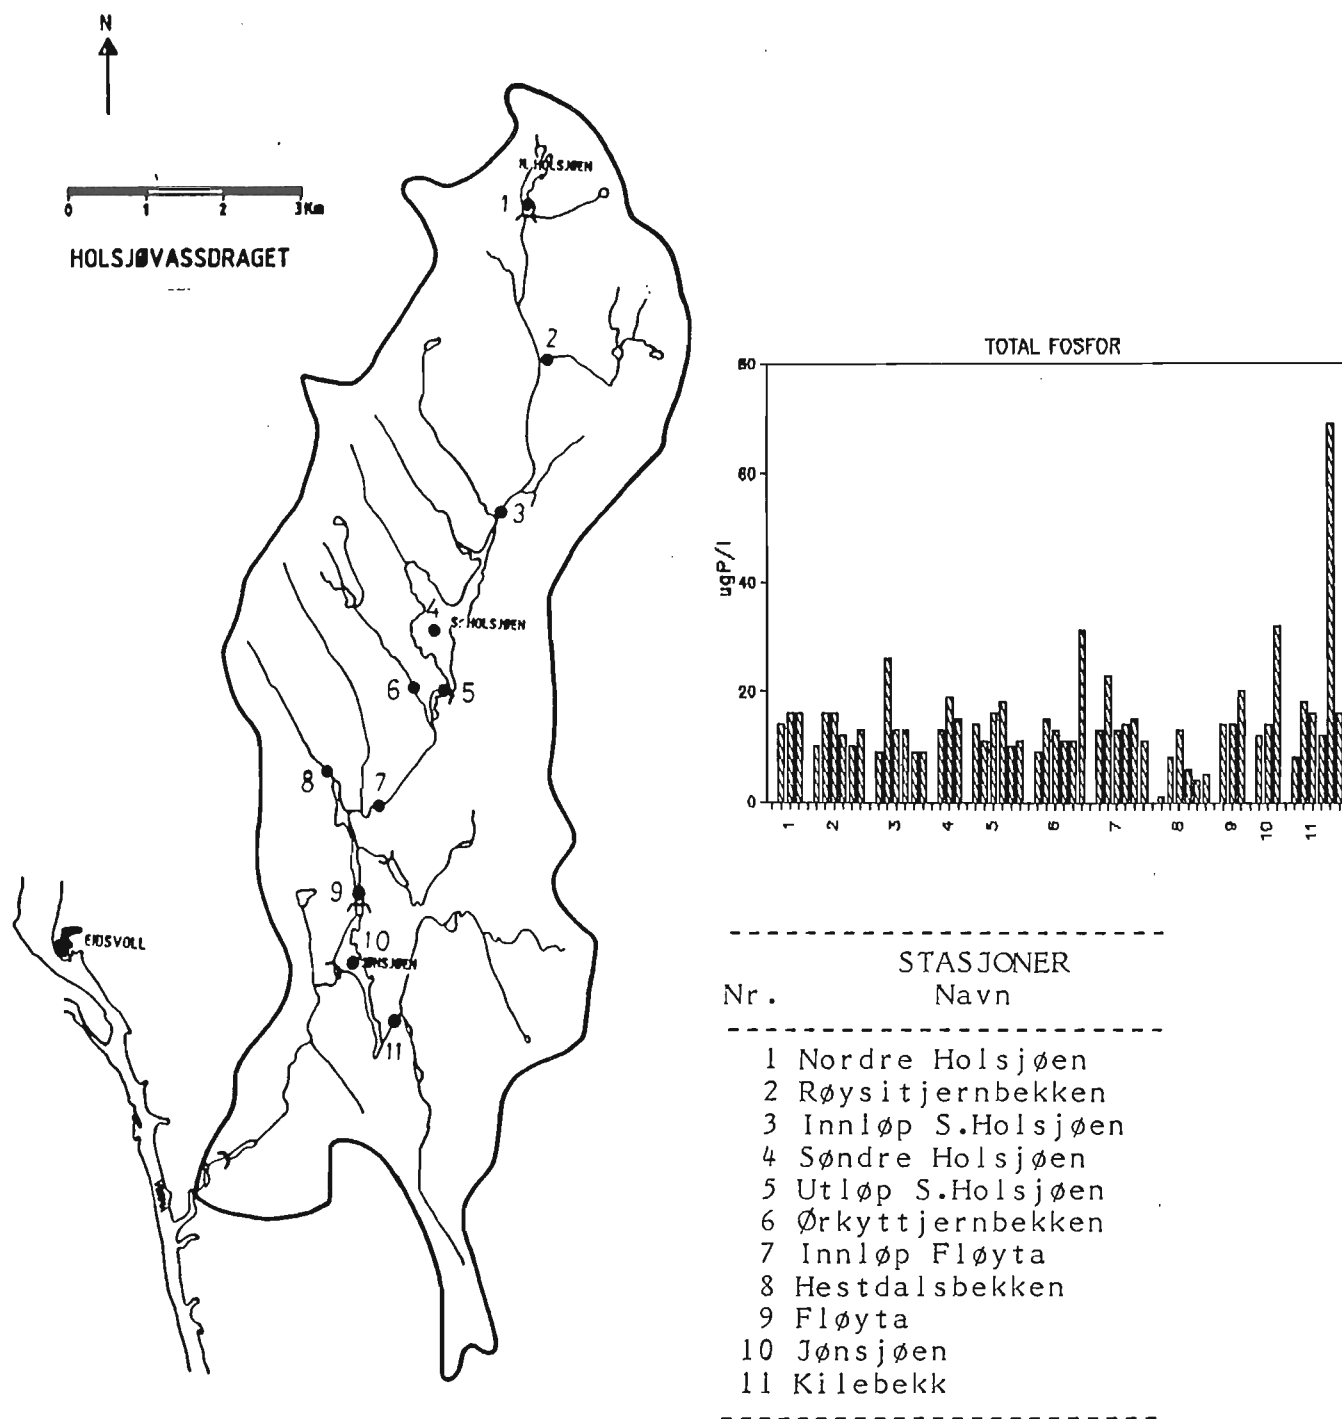 N
0 1 2 3 Km
HOLSJØVASSDRAGET
N. HOLSJØEN
1
2
3
4
S. HOLSJØEN
5
6
7
8
9
10
JØNSJØEN
11
EIDSVOLL
TOTAL FOSFOR
80
60
40
20
0
ugP/l
1 2 3 4 5 6 7 8 9 10 11
STASJONER
Nr. Navn
1 Nordre Holsjøen
2 Røysitjernbekken
3 Innløp S.Holsjøen
4 Søndre Holsjøen
5 Utløp S.Holsjøen
6 Ørkyttjernbekken
7 Innløp Fløyta
8 Hestdalsbekken
9 Fløyta
10 Jønsjøen
11 Kilebekk